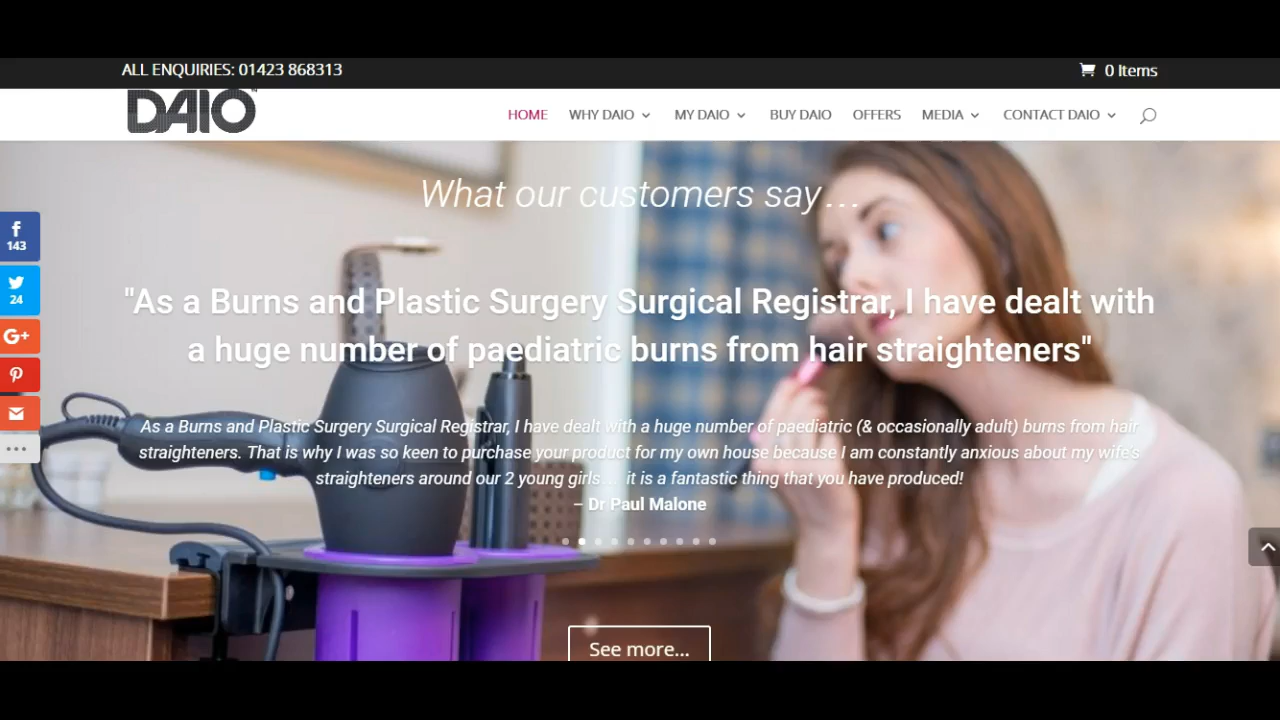 ALL ENQUIRIES: 01423 868313
0 Items
DAIO™
HOME WHY DAIO MY DAIO BUY DAIO OFFERS MEDIA CONTACT DAIO
What our customers say…
143
24
G+
"As a Burns and Plastic Surgery Surgical Registrar, I have dealt with
a huge number of paediatric burns from hair straighteners"
As a Burns and Plastic Surgery Surgical Registrar, I have dealt with a huge number of paediatric (& occasionally adult) burns from hair
straighteners. That is why I was so keen to purchase your product for my own house because I am constantly anxious about my wife's
straighteners around our 2 young girls… it is a fantastic thing that you have produced!
– Dr Paul Malone
See more...